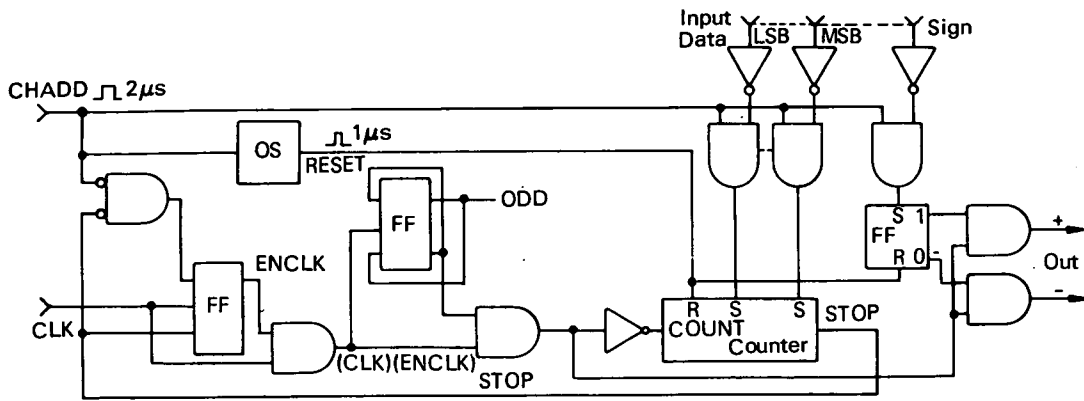 Input
Data
LSB
MSB
Sign
CHADD 2μs
OS
1μs
RESET
FF
ODD
S 1
FF
R 0
+
Out
-
ENCLK
FF
CLK
(CLK)(ENCLK)
STOP
R S S
COUNT
Counter
STOP